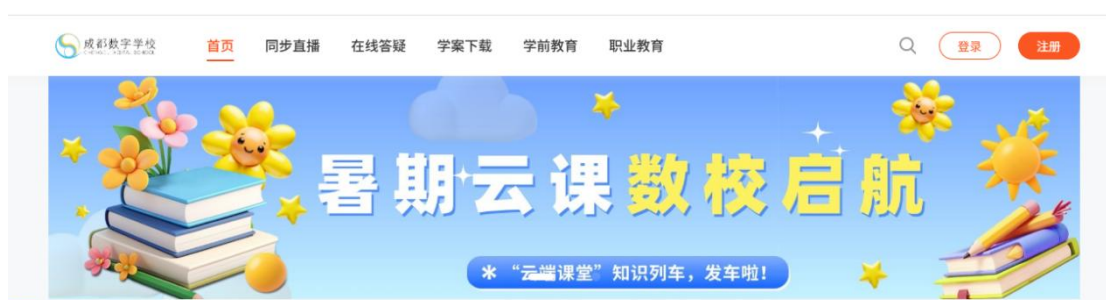 成都数字学校
首页 同步直播 在线答疑 学案下载 学前教育 职业教育 登录 注册
暑期云课数校启航
“云端课堂”知识列车，发车啦！